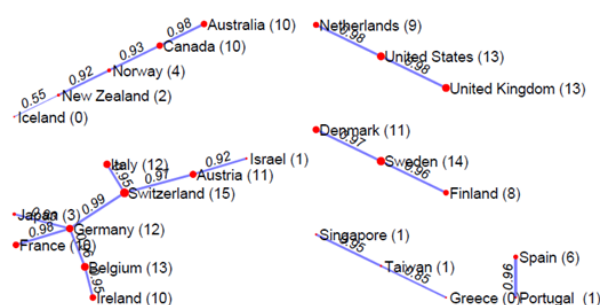 Australia (10)
0.98
Canada (10)
0.93
Norway (4)
0.92
New Zealand (2)
0.55
Iceland (0)
Netherlands (9)
0.98
United States (13)
0.98
United Kingdom (13)
Denmark (11)
0.97
Sweden (14)
0.96
Finland (8)
Italy (12)
0.95
0.92
Israel (1)
0.97
Austria (11)
Switzerland (15)
0.99
Japan (3)
Germany (12)
0.98
France (10)
Belgium (13)
0.95
Ireland (10)
Singapore (1)
0.95
Taiwan (1)
0.85
Greece (0)
Spain (6)
0.96
Portugal (1)